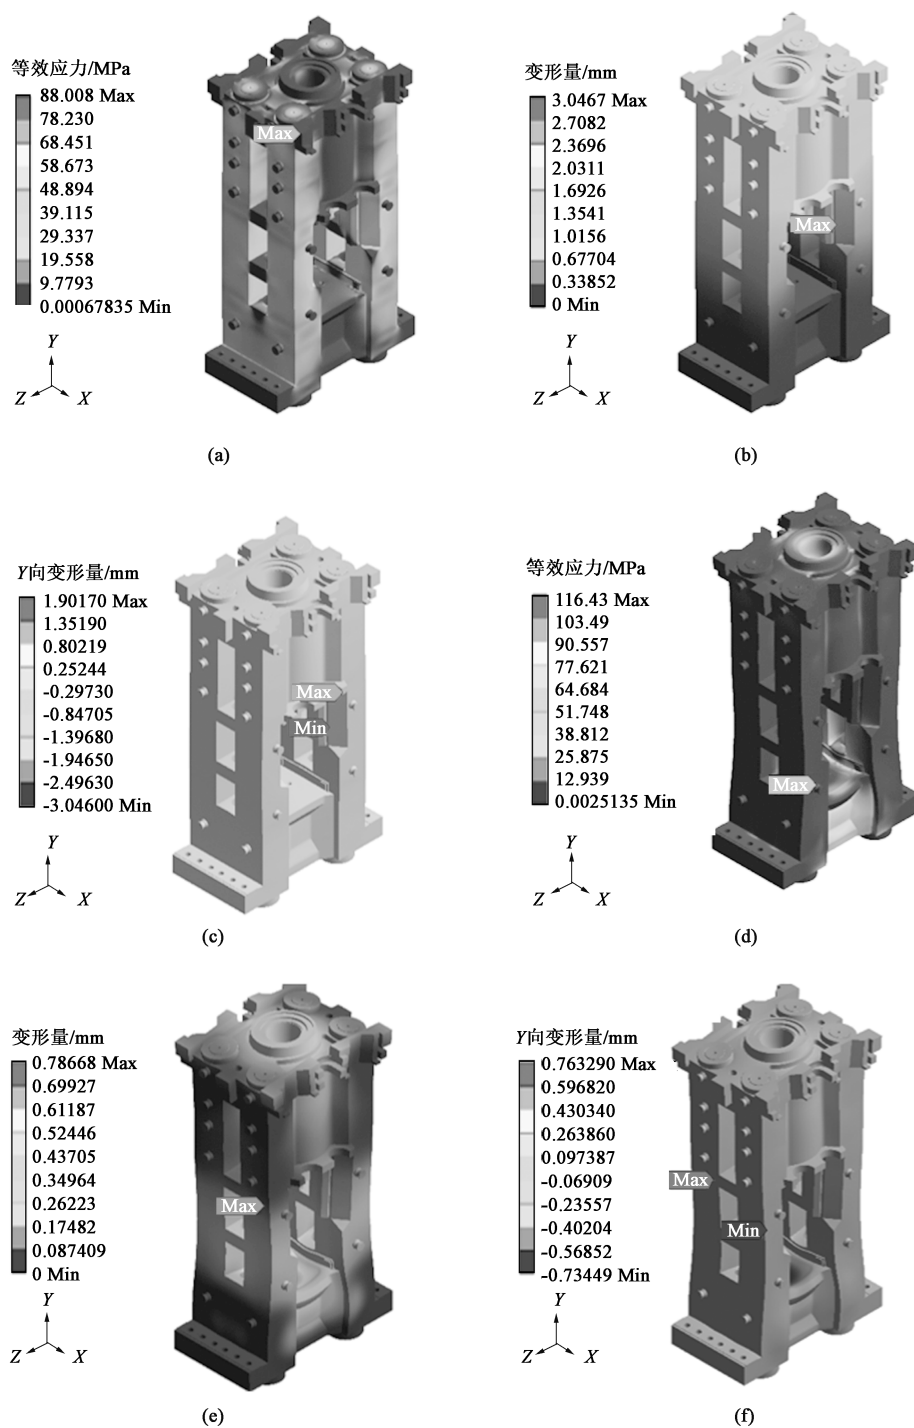 等效应力/MPa
88.008 Max
78.230
68.451
58.673
48.894
39.115
29.337
19.558
9.7793
0.00067835 Min
Max
Y
Z
X
(a)
变形量/mm
3.0467 Max
2.7082
2.3696
2.0311
1.6926
1.3541
1.0156
0.67704
0.33852
0 Min
Max
Y
Z
X
(b)
Y向变形量/mm
1.90170 Max
1.35190
0.80219
0.25244
-0.29730
-0.84705
-1.39680
-1.94650
-2.49630
-3.04600 Min
Max
Min
Y
Z
X
(c)
等效应力/MPa
116.43 Max
103.49
90.557
77.621
64.684
51.748
38.812
25.875
12.939
0.0025135 Min
Max
Y
Z
X
(d)
变形量/mm
0.78668 Max
0.69927
0.61187
0.52446
0.43705
0.34964
0.26223
0.17482
0.087409
0 Min
Max
Y
Z
X
(e)
Y向变形量/mm
0.763290 Max
0.596820
0.430340
0.263860
0.097387
-0.06909
-0.23557
-0.40204
-0.56852
-0.73449 Min
Max
Min
Y
Z
X
(f)